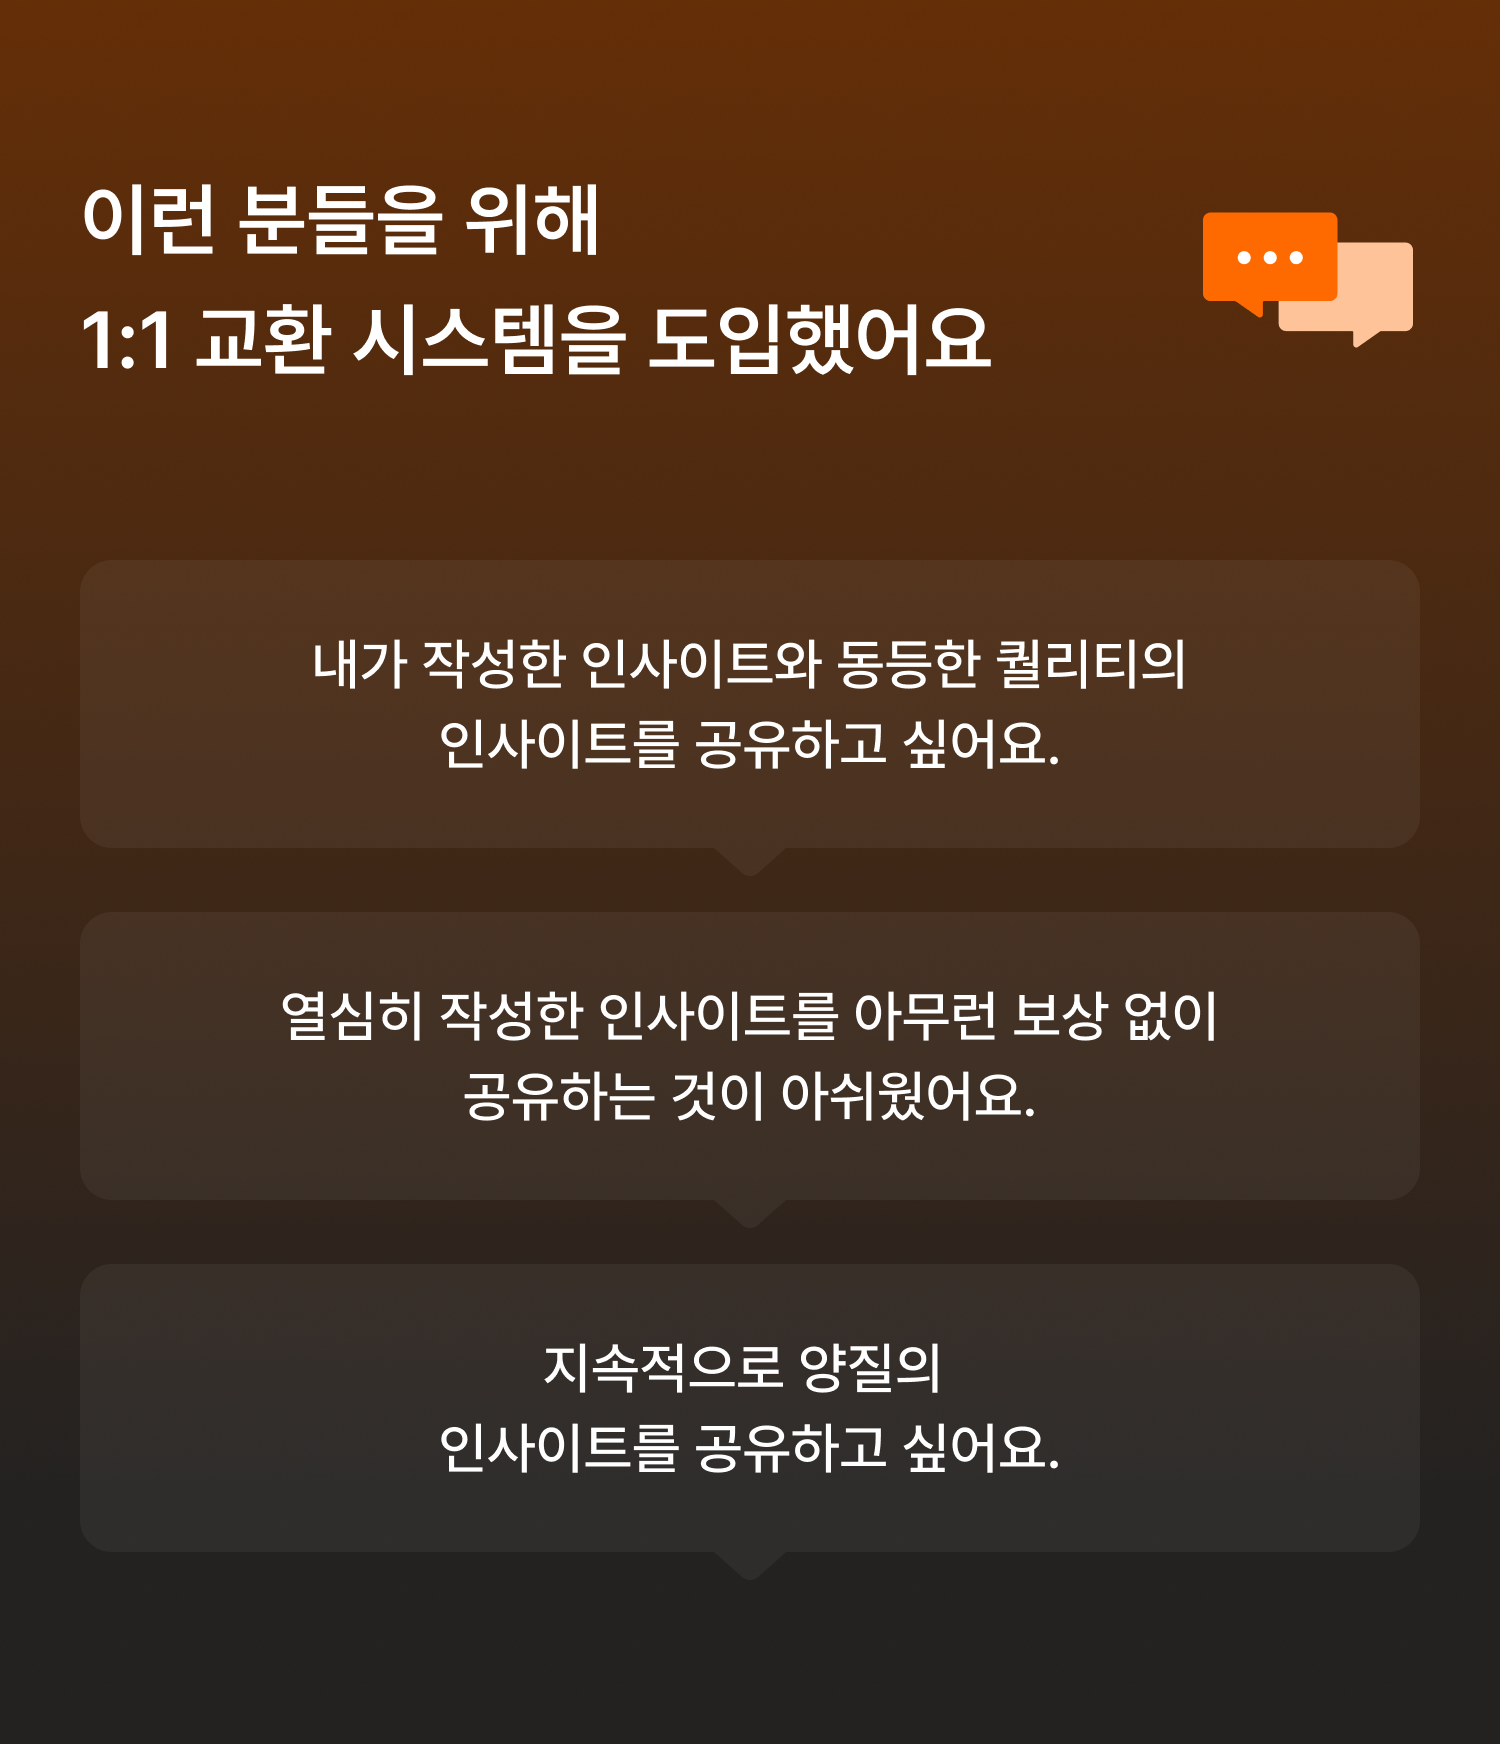 이런 분들을 위해
1:1 교환 시스템을 도입했어요
내가 작성한 인사이트와 동등한 퀄리티의
인사이트를 공유하고 싶어요.
열심히 작성한 인사이트를 아무런 보상 없이
공유하는 것이 아쉬웠어요.
지속적으로 양질의
인사이트를 공유하고 싶어요.